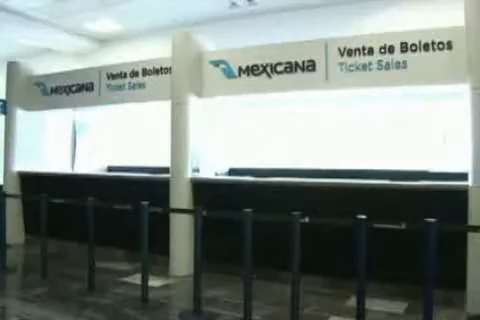 MEXICANA
Venta de Boletos
Ticket Sales
MEXICANA
Venta de Boletos
Ticket Sales